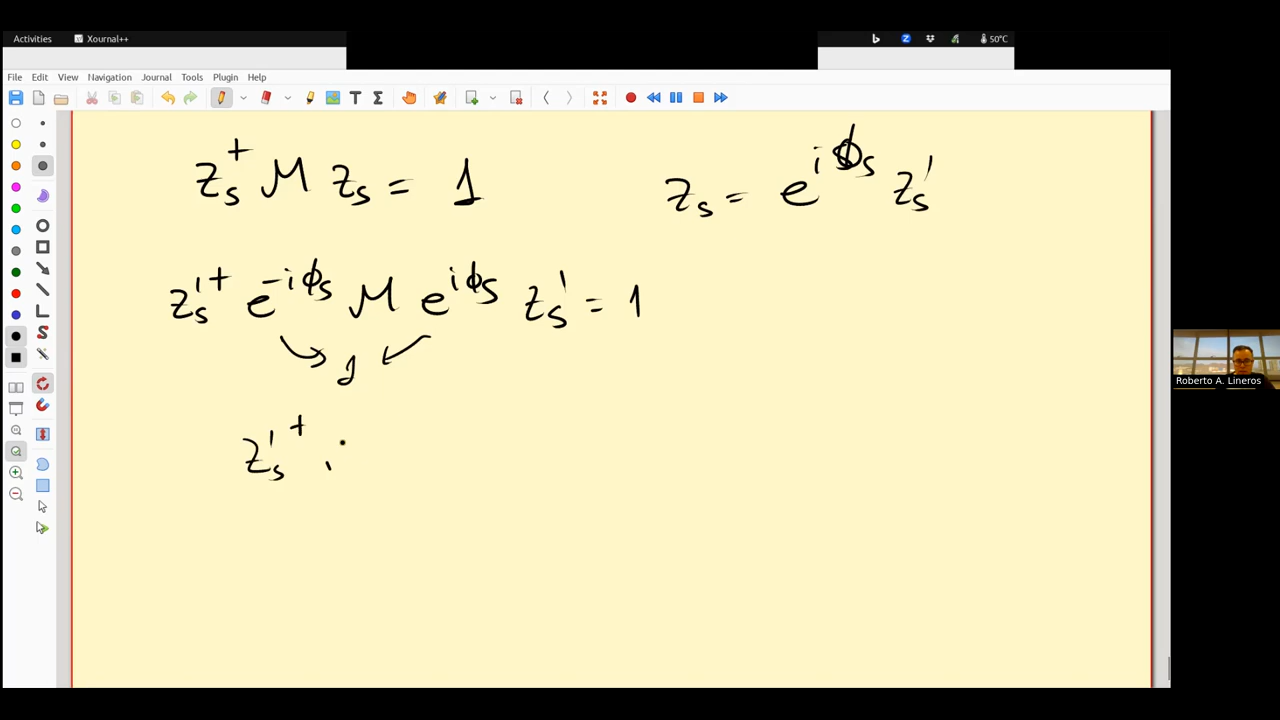 Activities Xournal++
50°C
File Edit View Navigation Journal Tools Plugin Help
z_s^+ M z_s = 1
z_s = e^{iϕ_s} z_s'
z_s'^+ e^{-iϕ_s} M e^{iϕ_s} z_s' = 1
1
z_s'^+
Roberto A. Lineros